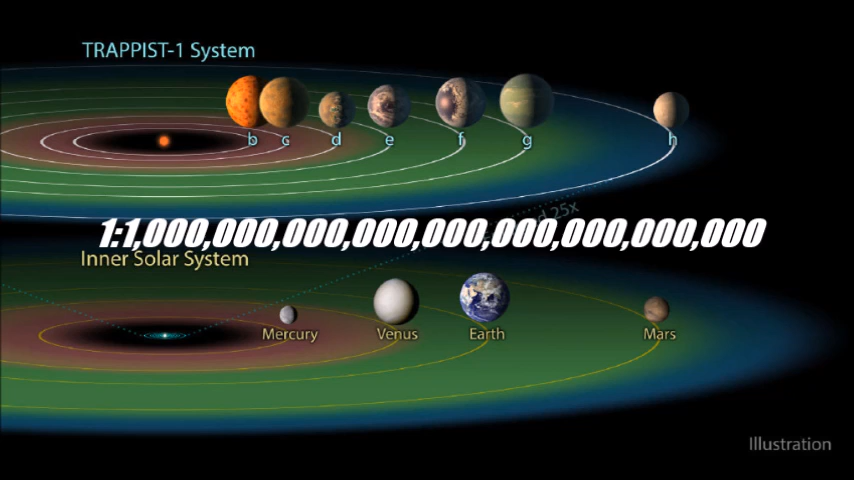 TRAPPIST-1 System
b c d e f g h
25x
1:1,000,000,000,000,000,000,000,000,000
Inner Solar System
Mercury Venus Earth Mars
Illustration